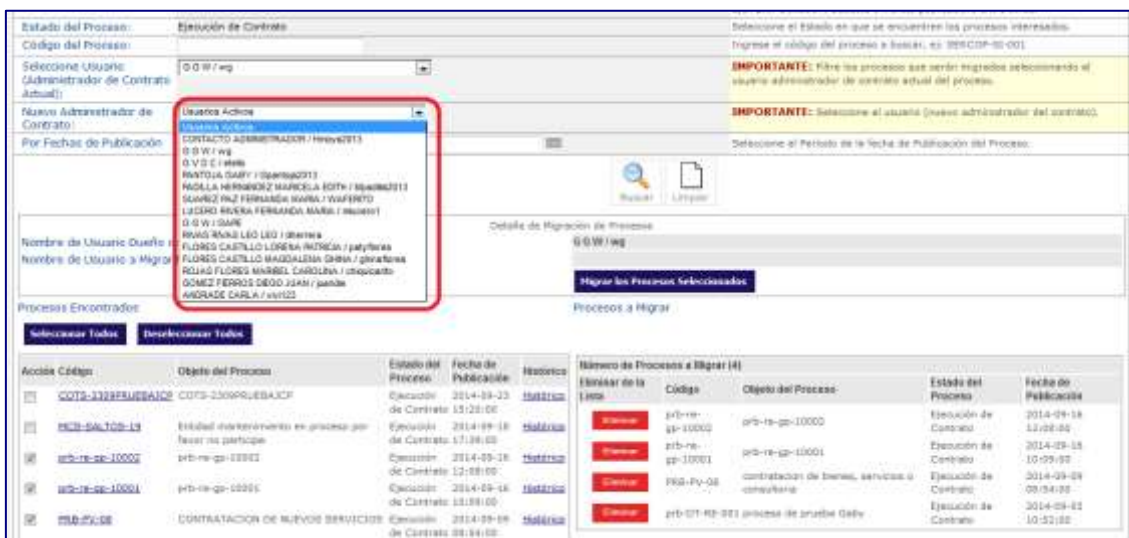 Estado del Proceso: Ejecución de Contrato Seleccione el Estado en que se encuentren los procesos interesados.
Código del Proceso: Ingrese el código del proceso a buscar, ej: SERCOP-SI-001
Seleccione Usuario (Administrador de Contrato Actual): G G W / wg IMPORTANTE: Filtre los procesos que serán migrados seleccionando el usuario administrador de contrato actual del proceso.
Nuevo Administrador de Contrato: Usuarios Activos IMPORTANTE: Seleccione el usuario (nuevo administrador del contrato).
Usuarios Activos
CONTACTO ADMINISTRADOR /
G G W / wg
G V D C /
PANTOJA GABY /
PADILLA HERNANDEZ MARICELA EDITH /
SUAREZ PAZ FERNANDA MARIA / WAFERITO
LUCERO RIVERA FERNANDA MARIA /
G G W / GAPE
RIVAS RIVAS LEO LEO / dherrera
FLORES CASTILLO LORENA PATRICIA / patyflores
FLORES CASTILLO MAGDALENA GHINA / ginnaflores
ROJAS FLORES MARIBEL CAROLINA / chiquicarito
GOMEZ FIERROS DIEGO JUAN / juandie
ANDRADE CARLA / vivi123
Por Fechas de Publicación Seleccione el Período de la fecha de Publicación del Proceso.
Buscar Limpiar
Detalle de Migración de Procesos
Nombre de Usuario Dueño G G W / wg
Nombre de Usuario a Migrar
Migrar los Procesos Seleccionados
Procesos Encontrados Procesos a Migrar
Seleccionar Todos Deseleccionar Todos
Acción Código Objeto del Proceso Estado del Proceso Fecha de Publicación Histórico
COTS-2309PRUEBAJCP COTS-2309PRUEBAJCP Ejecución de Contrato 2014-09-23 15:20:00 Histórico
MCB-SALTOS-19 Entidad mantenimiento en proceso por favor no participe Ejecución de Contrato 2014-09-18 17:30:00 Histórico
prb-re-gp-10002 prb-re-gp-10002 Ejecución de Contrato 2014-09-16 12:00:00 Histórico
prb-re-gp-10001 prb-re-gp-10001 Ejecución de Contrato 2014-09-16 10:09:00 Histórico
PRB-PV-08 CONTRATACION DE NUEVOS SERVICIOS Ejecución de Contrato 2014-09-09 08:54:00 Histórico
Número de Procesos a Migrar (4)
Eliminar de la Lista Código Objeto del Proceso Estado del Proceso Fecha de Publicación
Eliminar prb-re-gp-10002 prb-re-gp-10002 Ejecución de Contrato 2014-09-16 12:00:00
Eliminar prb-re-gp-10001 prb-re-gp-10001 Ejecución de Contrato 2014-09-16 10:09:00
Eliminar PRB-PV-08 contratacion de bienes, servicios o consultoria Ejecución de Contrato 2014-09-09 08:54:00
Eliminar prb-DT-RE-001 proceso de prueba Gaby Ejecución de Contrato 2014-09-03 10:52:00